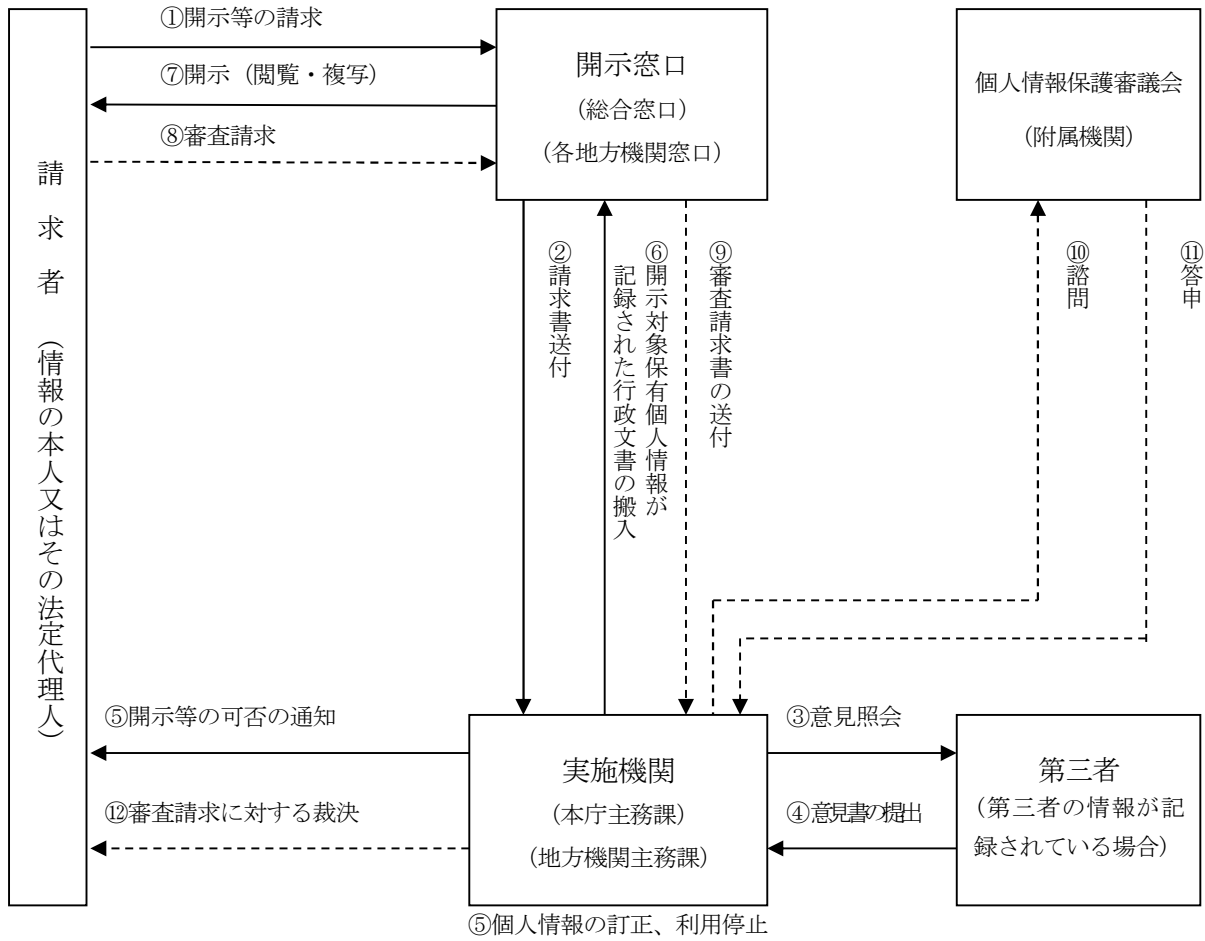 ①開示等の請求
⑦開示（閲覧・複写）
⑧審査請求
請求者（情報の本人又はその法定代理人）
開示窓口
（総合窓口）
（各地方機関窓口）
個人情報保護審議会
（附属機関）
②請求書送付
⑥開示対象保有個人情報が
記録された行政文書の搬入
⑨審査請求書の送付
⑩諮問
⑪答申
⑤開示等の可否の通知
⑫審査請求に対する裁決
実施機関
（本庁主務課）
（地方機関主務課）
③意見照会
④意見書の提出
第三者
（第三者の情報が記
録されている場合）
⑤個人情報の訂正、利用停止